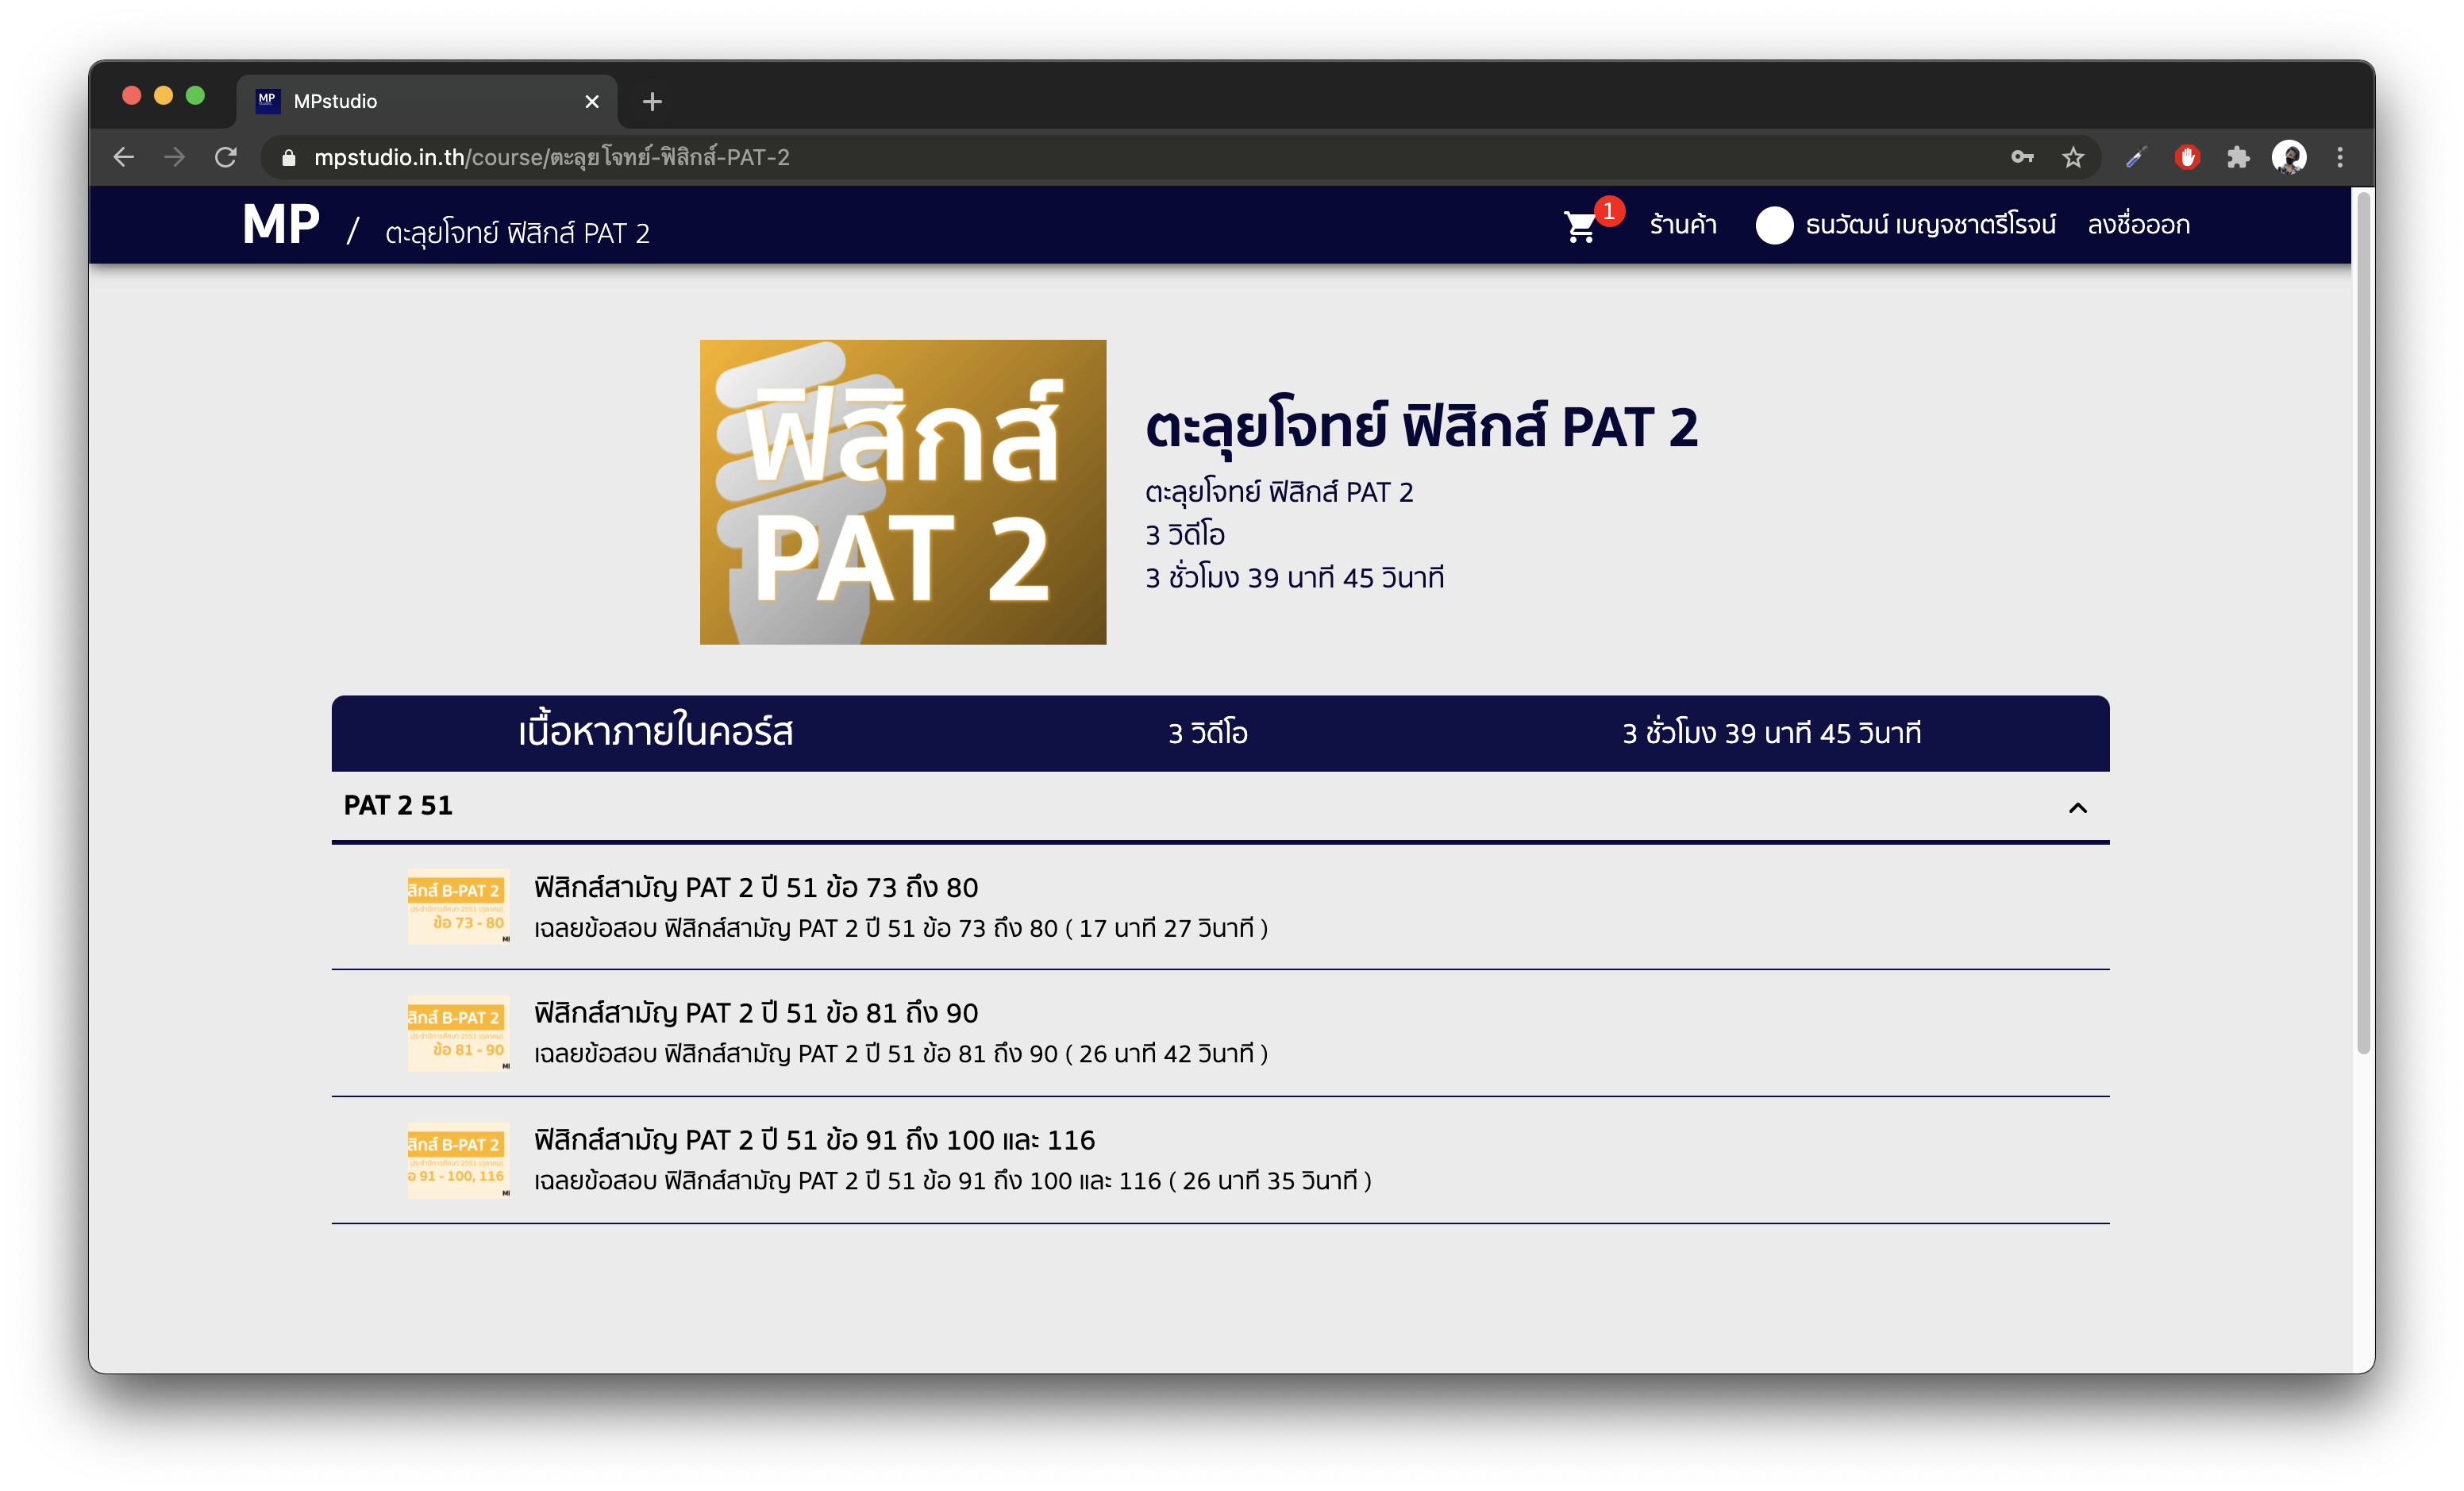 MP
MPstudio
mpstudio.in.th/course/ตะลุยโจทย์-ฟิสิกส์-PAT-2
MP / ตะลุยโจทย์ ฟิสิกส์ PAT 2
1
ร้านค้า
ธนวัฒน์ เบญจชาตรีโรจน์
ลงชื่อออก
ฟิสิกส์
PAT 2
ตะลุยโจทย์ ฟิสิกส์ PAT 2
ตะลุยโจทย์ ฟิสิกส์ PAT 2
3 วิดีโอ
3 ชั่วโมง 39 นาที 45 วินาที
เนื้อหาภายในคอร์ส
3 วิดีโอ
3 ชั่วโมง 39 นาที 45 วินาที
PAT 2 51
สิกส์ B-PAT 2
ข้อ 73 - 80
ฟิสิกส์สามัญ PAT 2 ปี 51 ข้อ 73 ถึง 80
เฉลยข้อสอบ ฟิสิกส์สามัญ PAT 2 ปี 51 ข้อ 73 ถึง 80 ( 17 นาที 27 วินาที )
สิกส์ B-PAT 2
ข้อ 81 - 90
ฟิสิกส์สามัญ PAT 2 ปี 51 ข้อ 81 ถึง 90
เฉลยข้อสอบ ฟิสิกส์สามัญ PAT 2 ปี 51 ข้อ 81 ถึง 90 ( 26 นาที 42 วินาที )
สิกส์ B-PAT 2
อ 91 - 100, 116
ฟิสิกส์สามัญ PAT 2 ปี 51 ข้อ 91 ถึง 100 และ 116
เฉลยข้อสอบ ฟิสิกส์สามัญ PAT 2 ปี 51 ข้อ 91 ถึง 100 และ 116 ( 26 นาที 35 วินาที )